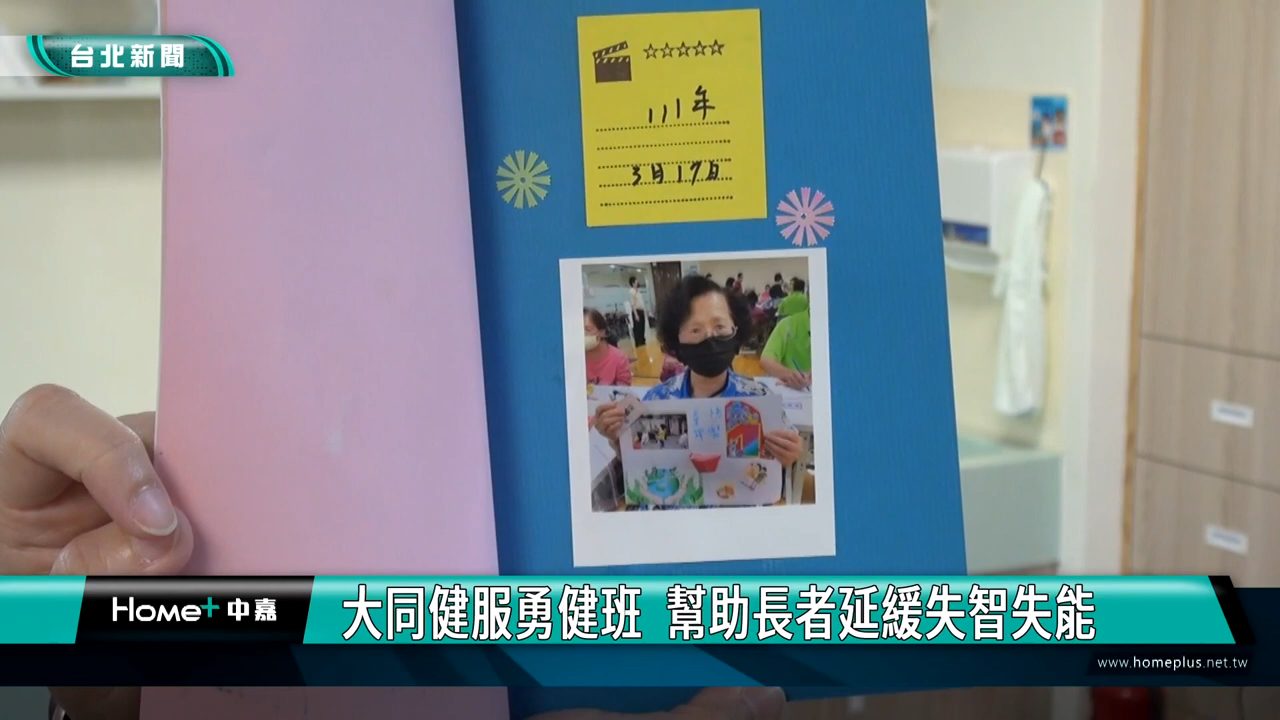 台北新聞
111年
3月17日
Home+中嘉
大同健服勇健班 幫助長者延緩失智失能
www.homeplus.net.tw